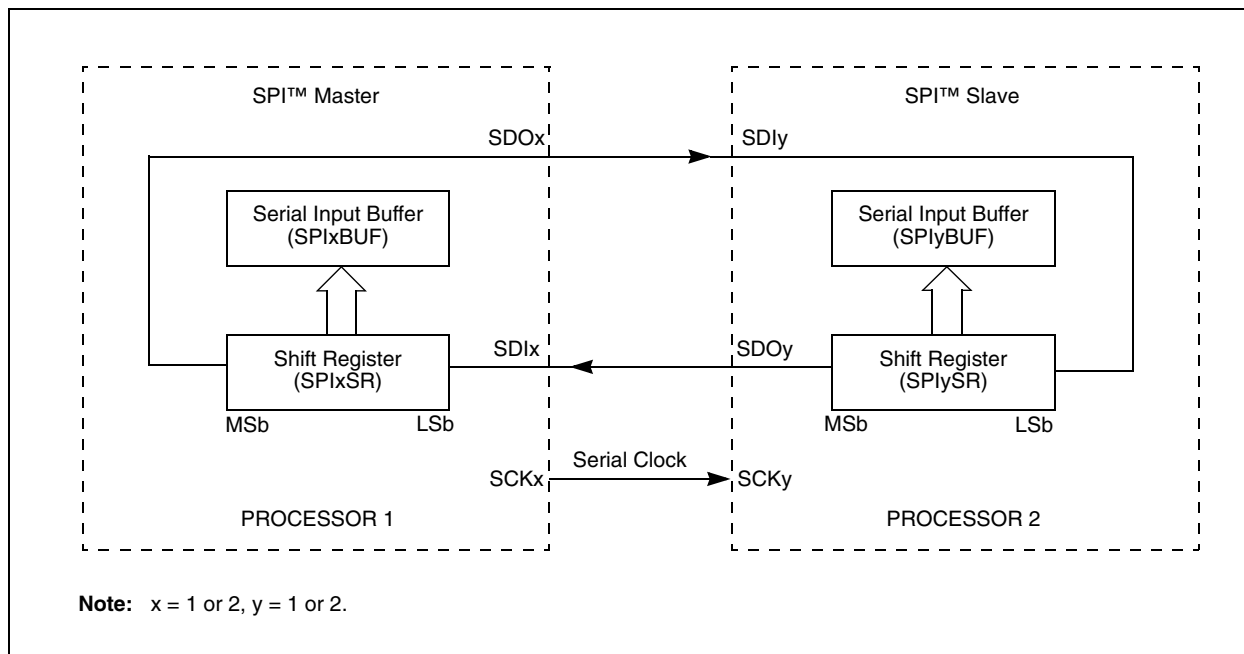 SPI™ Master
SPI™ Slave
SDOx
SDIy
Serial Input Buffer
(SPIxBUF)
Serial Input Buffer
(SPIyBUF)
Shift Register
(SPIxSR)
SDIx
SDOy
Shift Register
(SPIySR)
MSb
LSb
MSb
LSb
SCKx
Serial Clock
SCKy
PROCESSOR 1
PROCESSOR 2
Note: x = 1 or 2, y = 1 or 2.